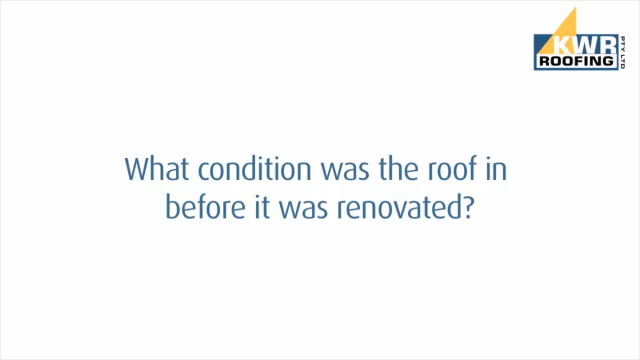 KWR
ROOFING
PTY LTD
What condition was the roof in
before it was renovated?